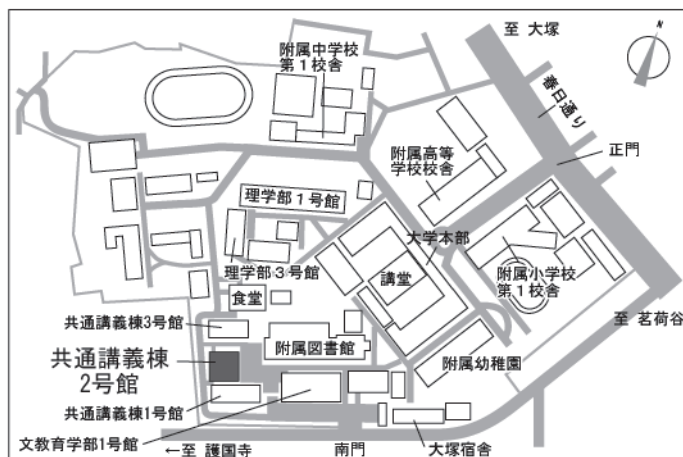 至 大塚
N
附属中学校
第1校舎
春日通り
正門
附属高等
学校校舎
理学部1号館
大学本部
講堂
理学部3号館
附属小学校
第1校舎
食堂
至 茗荷谷
共通講義棟3号館
附属図書館
附属幼稚園
共通講義棟
2号館
共通講義棟1号館
文教育学部1号館
←至 護国寺
南門
大塚宿舎